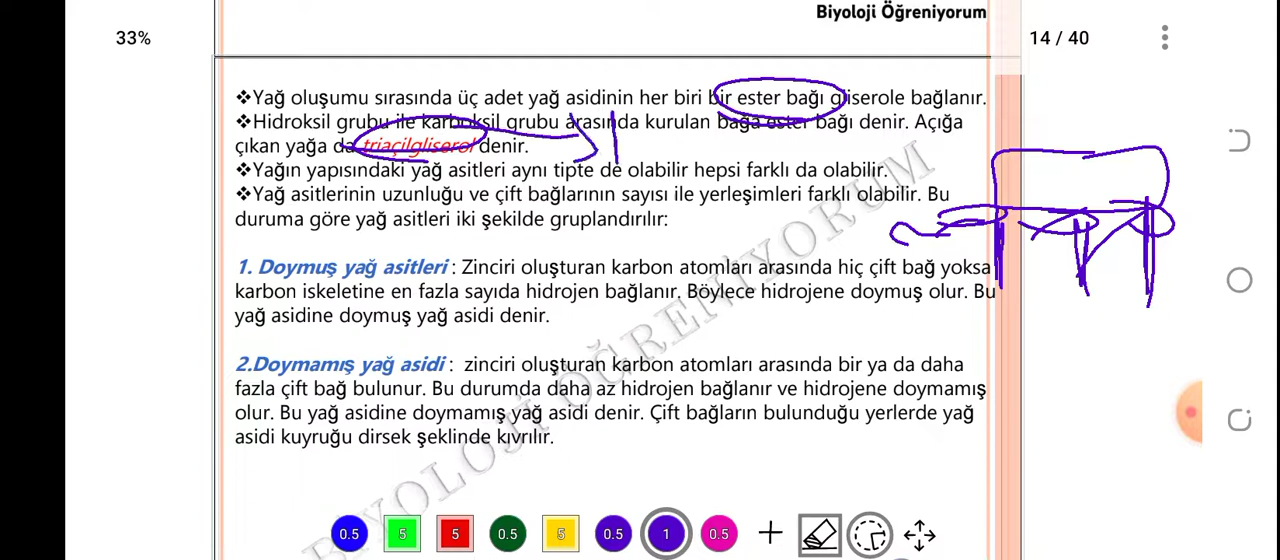 Biyoloji Öğreniyorum
33%
14 / 40
❖Yağ oluşumu sırasında üç adet yağ asidinin her biri bir ester bağı gliserole bağlanır.
❖Hidroksil grubu ile karboksil grubu arasında kurulan bağa ester bağı denir. Açığa
çıkan yağa da triaçilgliserol denir.
❖Yağın yapısındaki yağ asitleri aynı tipte de olabilir hepsi farklı da olabilir.
❖Yağ asitlerinin uzunluğu ve çift bağlarının sayısı ile yerleşimleri farklı olabilir. Bu
duruma göre yağ asitleri iki şekilde gruplandırılır:
1. Doymuş yağ asitleri : Zinciri oluşturan karbon atomları arasında hiç çift bağ yoksa
karbon iskeletine en fazla sayıda hidrojen bağlanır. Böylece hidrojene doymuş olur. Bu
yağ asidine doymuş yağ asidi denir.
2.Doymamış yağ asidi : zinciri oluşturan karbon atomları arasında bir ya da daha
fazla çift bağ bulunur. Bu durumda daha az hidrojen bağlanır ve hidrojene doymamış
olur. Bu yağ asidine doymamış yağ asidi denir. Çift bağların bulunduğu yerlerde yağ
asidi kuyruğu dirsek şeklinde kıvrılır.
BİYOLOJİ ÖĞRENİYORUM
0.5 5 5 0.5 5 0.5 1 0.5